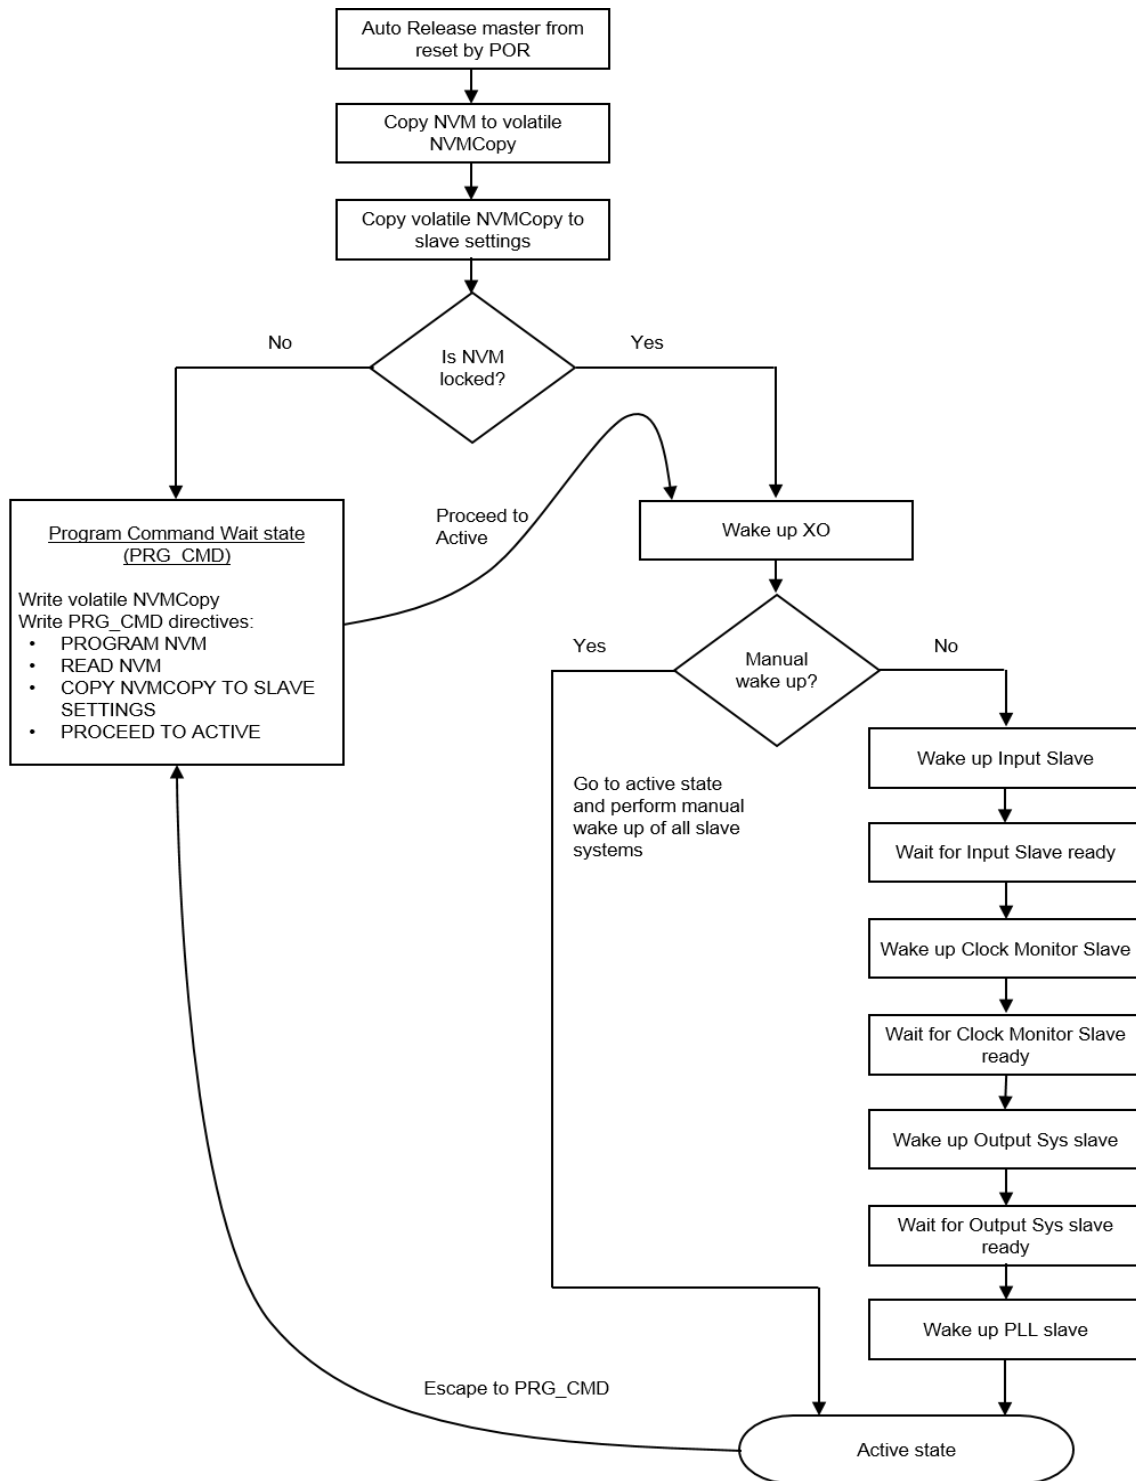 Auto Release master from
reset by POR
Copy NVM to volatile
NVMCopy
Copy volatile NVMCopy to
slave settings
No
Yes
Is NVM
locked?
Proceed to
Active
Program Command Wait state
(PRG_CMD)
Write volatile NVMCopy
Write PRG_CMD directives:
• PROGRAM NVM
• READ NVM
• COPY NVMCOPY TO SLAVE
SETTINGS
• PROCEED TO ACTIVE
Wake up XO
Yes
No
Manual
wake up?
Go to active state
and perform manual
wake up of all slave
systems
Wake up Input Slave
Wait for Input Slave ready
Wake up Clock Monitor Slave
Wait for Clock Monitor Slave
ready
Wake up Output Sys slave
Wait for Output Sys slave
ready
Wake up PLL slave
Escape to PRG_CMD
Active state